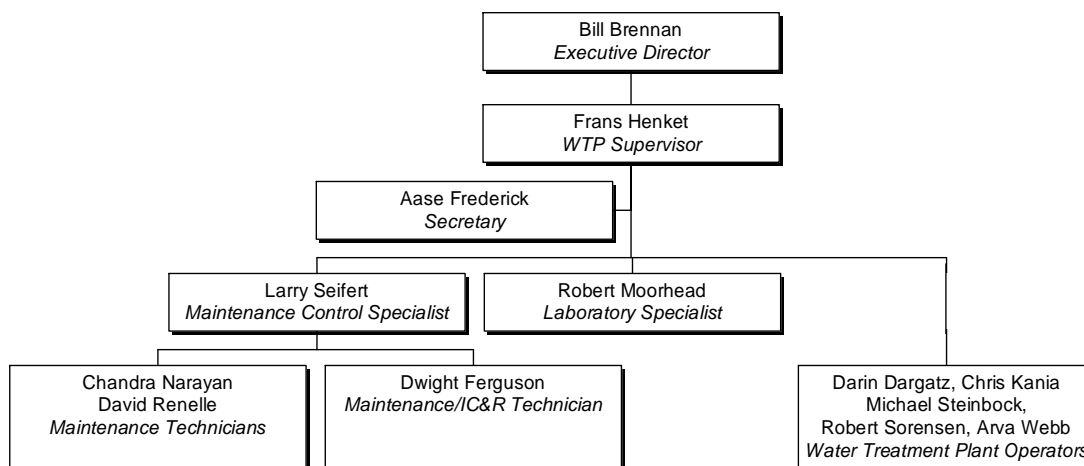 Bill Brennan
Executive Director
Frans Henket
WTP Supervisor
Aase Frederick
Secretary
Larry Seifert
Maintenance Control Specialist
Robert Moorhead
Laboratory Specialist
Chandra Narayan
David Renelle
Maintenance Technicians
Dwight Ferguson
Maintenance/IC&R Technician
Darin Dargatz, Chris Kania
Michael Steinbock,
Robert Sorensen, Arva Webb
Water Treatment Plant Operators